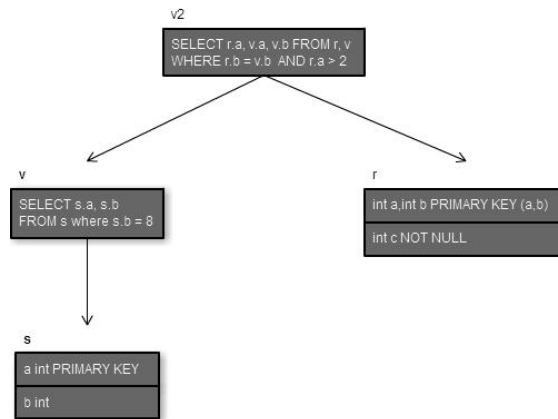 v2
SELECT r.a, v.a, v.b FROM r, v
WHERE r.b = v.b AND r.a > 2
v
r
SELECT s.a, s.b
FROM s where s.b = 8
int a,int b PRIMARY KEY (a,b)
int c NOT NULL
s
a int PRIMARY KEY
b int